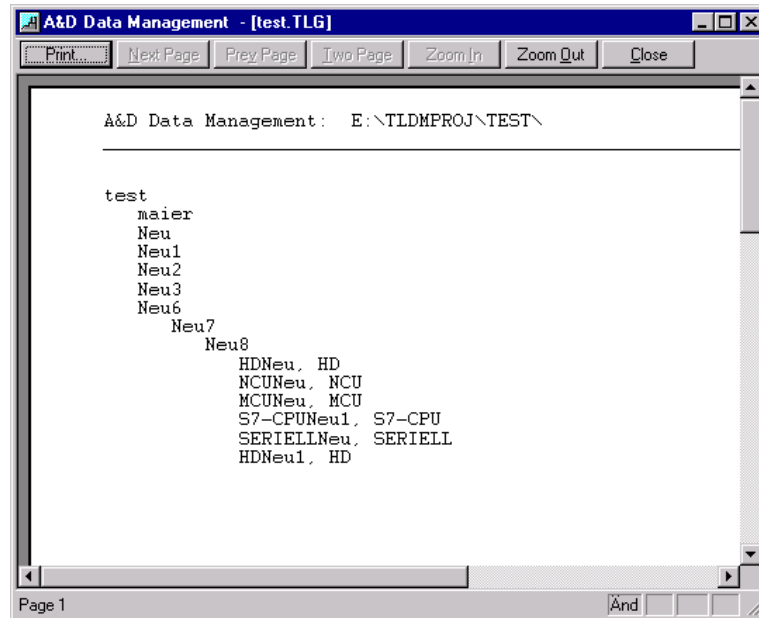 A&D Data Management - [test.TLG]
Print... Next Page Prev Page Two Page Zoom In Zoom Out Close
A&D Data Management: E:\TLDMPROJ\TEST\
test
maier
Neu
Neu1
Neu2
Neu3
Neu6
Neu7
Neu8
HDNeu, HD
NCUNeu, NCU
MCUNeu, MCU
S7-CPUNeu1, S7-CPU
SERIELLNeu, SERIELL
HDNeu1, HD
Page 1 Änd